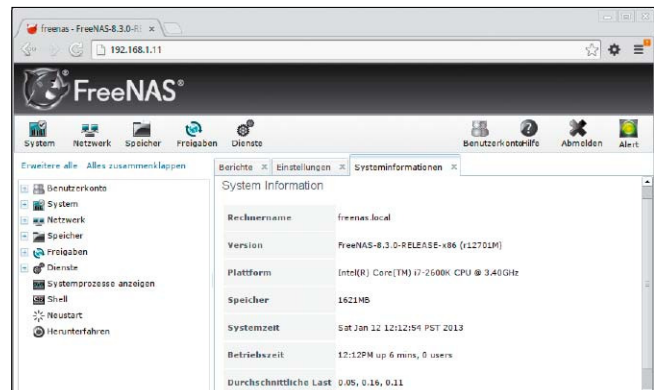 freenas - FreeNAS-8.3.0-RE
192.168.1.11
FreeNAS®
System Netzwerk Speicher Freigaben Dienste BenutzerkontoHilfe Abmelden Alert
Erweitere alle Alles zusammenklappen
Berichte Einstellungen Systeminformationen
Benutzerkonto
System
Netzwerk
Speicher
Freigaben
Dienste
Systemprozesse anzeigen
Shell
Neustart
Herunterfahren
System Information
Rechnername freenas.local
Version FreeNAS-8.3.0-RELEASE-x86 (r12701M)
Plattform Intel(R) Core(TM) i7-2600K CPU @ 3.40GHz
Speicher 1621MB
Systemzeit Sat Jan 12 12:12:54 PST 2013
Betriebszeit 12:12PM up 6 mins, 0 users
Durchschnittliche Last 0.05, 0.16, 0.11